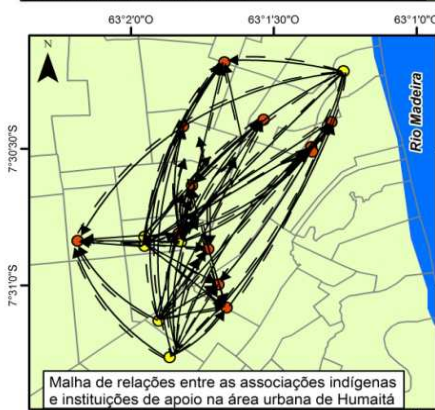 63°2'0"
63°1'30"
63°1'0"
N
7°30'30"S
7°31'0"S
Rio Madeira
Malha de relações entre as associações indígenas
e instituições de apoio na área urbana de Humaitá